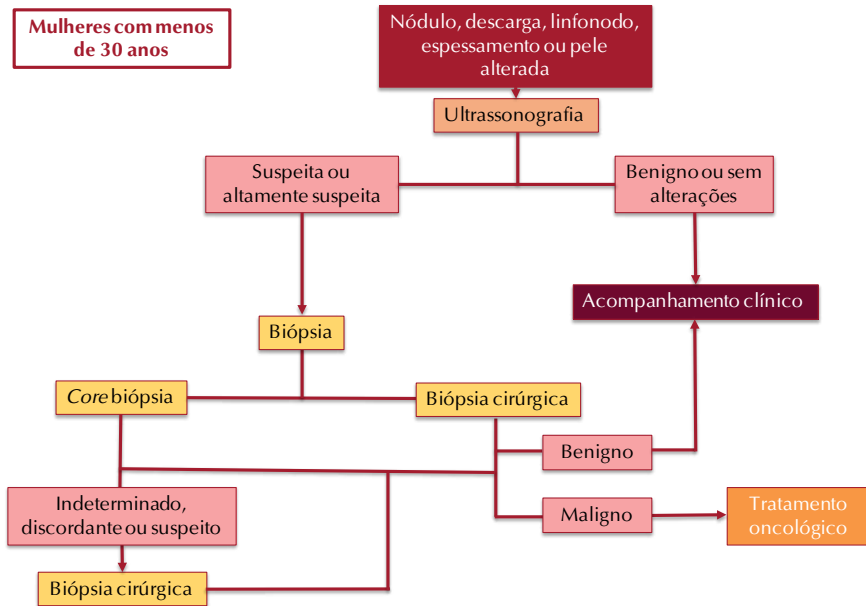 Mulheres com menos
de 30 anos
Nódulo, descarga, linfonodo,
espessamento ou pele
alterada
Ultrassonografia
Suspeita ou
altamente suspeita
Benigno ou sem
alterações
Acompanhamento clínico
Biópsia
Core biópsia
Biópsia cirúrgica
Benigno
Indeterminado,
discordante ou suspeito
Maligno
Tratamento
oncológico
Biópsia cirúrgica